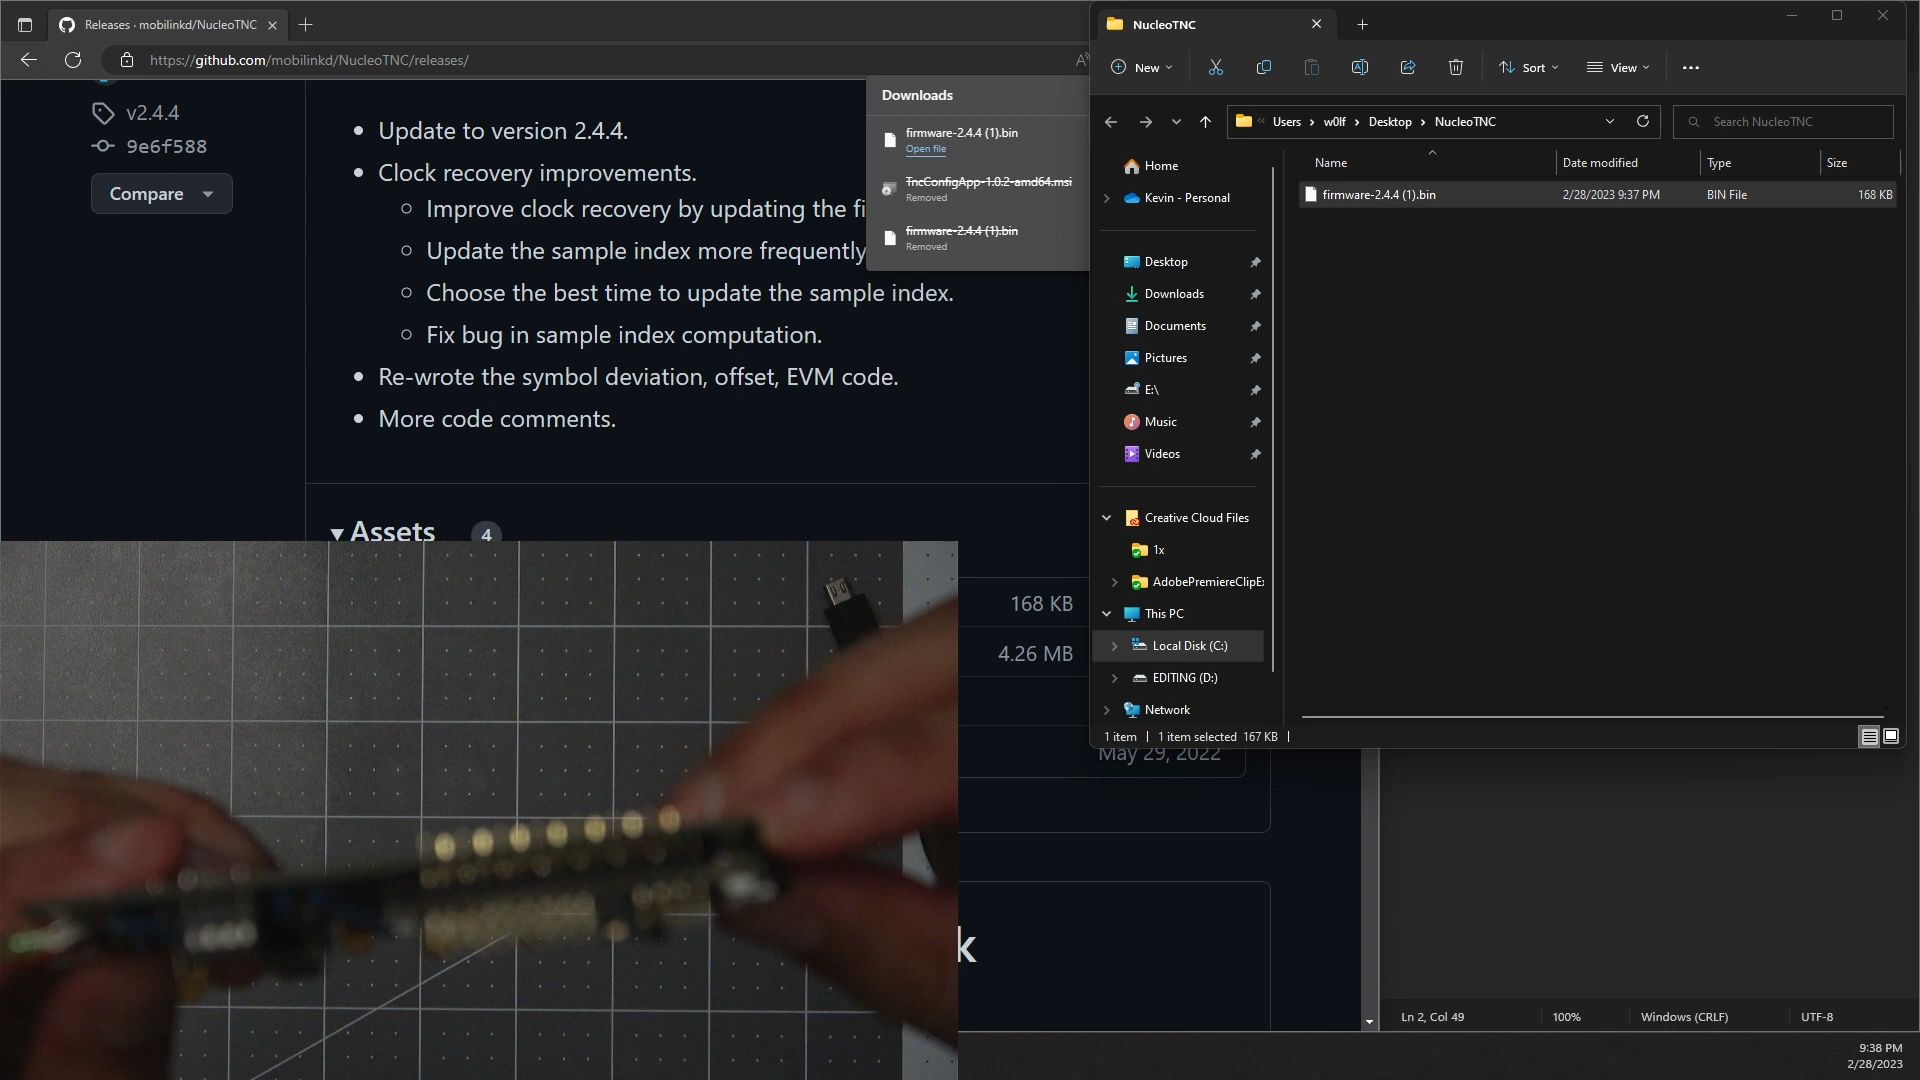 Releases · mobilinkd/NucleoTNC
https://github.com/mobilinkd/NucleoTNC/releases/
v2.4.4
9e6f588
Compare
Update to version 2.4.4.
Clock recovery improvements.
Improve clock recovery by updating the fi
Update the sample index more frequently
Choose the best time to update the sample index.
Fix bug in sample index computation.
Re-wrote the symbol deviation, offset, EVM code.
More code comments.
Assets 4
168 KB
4.26 MB
May 29, 2022
k
Downloads
firmware-2.4.4 (1).bin
Open file
TncConfigApp-1.0.2-amd64.msi
Removed
firmware-2.4.4 (1).bin
Removed
NucleoTNC
New
Sort
View
Users > w0lf > Desktop > NucleoTNC
Search NucleoTNC
Name Date modified Type Size
firmware-2.4.4 (1).bin 2/28/2023 9:37 PM BIN File 168 KB
Home
Kevin - Personal
Desktop
Downloads
Documents
Pictures
E:\
Music
Videos
Creative Cloud Files
1x
AdobePremiereClipEx
This PC
Local Disk (C:)
EDITING (D:)
Network
1 item 1 item selected 167 KB
Ln 2, Col 49 100% Windows (CRLF) UTF-8
9:38 PM
2/28/2023